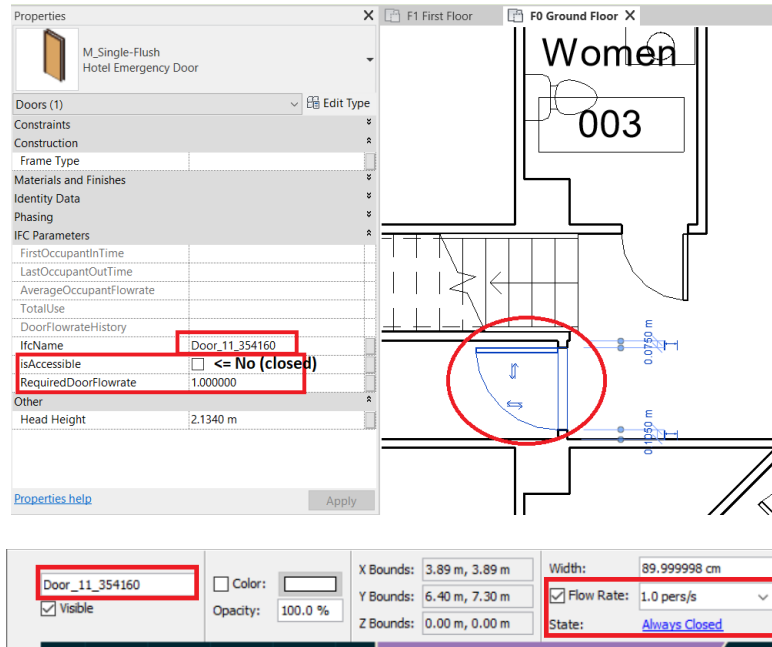 Properties
F1 First Floor
F0 Ground Floor
M_Single-Flush
Hotel Emergency Door
Doors (1)
Edit Type
Constraints
Construction
Frame Type
Materials and Finishes
Identity Data
Phasing
IFC Parameters
FirstOccupantInTime
LastOccupantOutTime
AverageOccupantFlowrate
TotalUse
DoorFlowrateHistory
IfcName Door_11_354160
isAccessible <= No (closed)
RequiredDoorFlowrate 1.000000
Other
Head Height 2.1340 m
Properties help
Apply
Women
003
0.0750 m
0.1050 m
Door_11_354160
Visible
Color:
Opacity: 100.0 %
X Bounds: 3.89 m, 3.89 m
Y Bounds: 6.40 m, 7.30 m
Z Bounds: 0.00 m, 0.00 m
Width: 89.999998 cm
Flow Rate: 1.0 pers/s
State: Always Closed